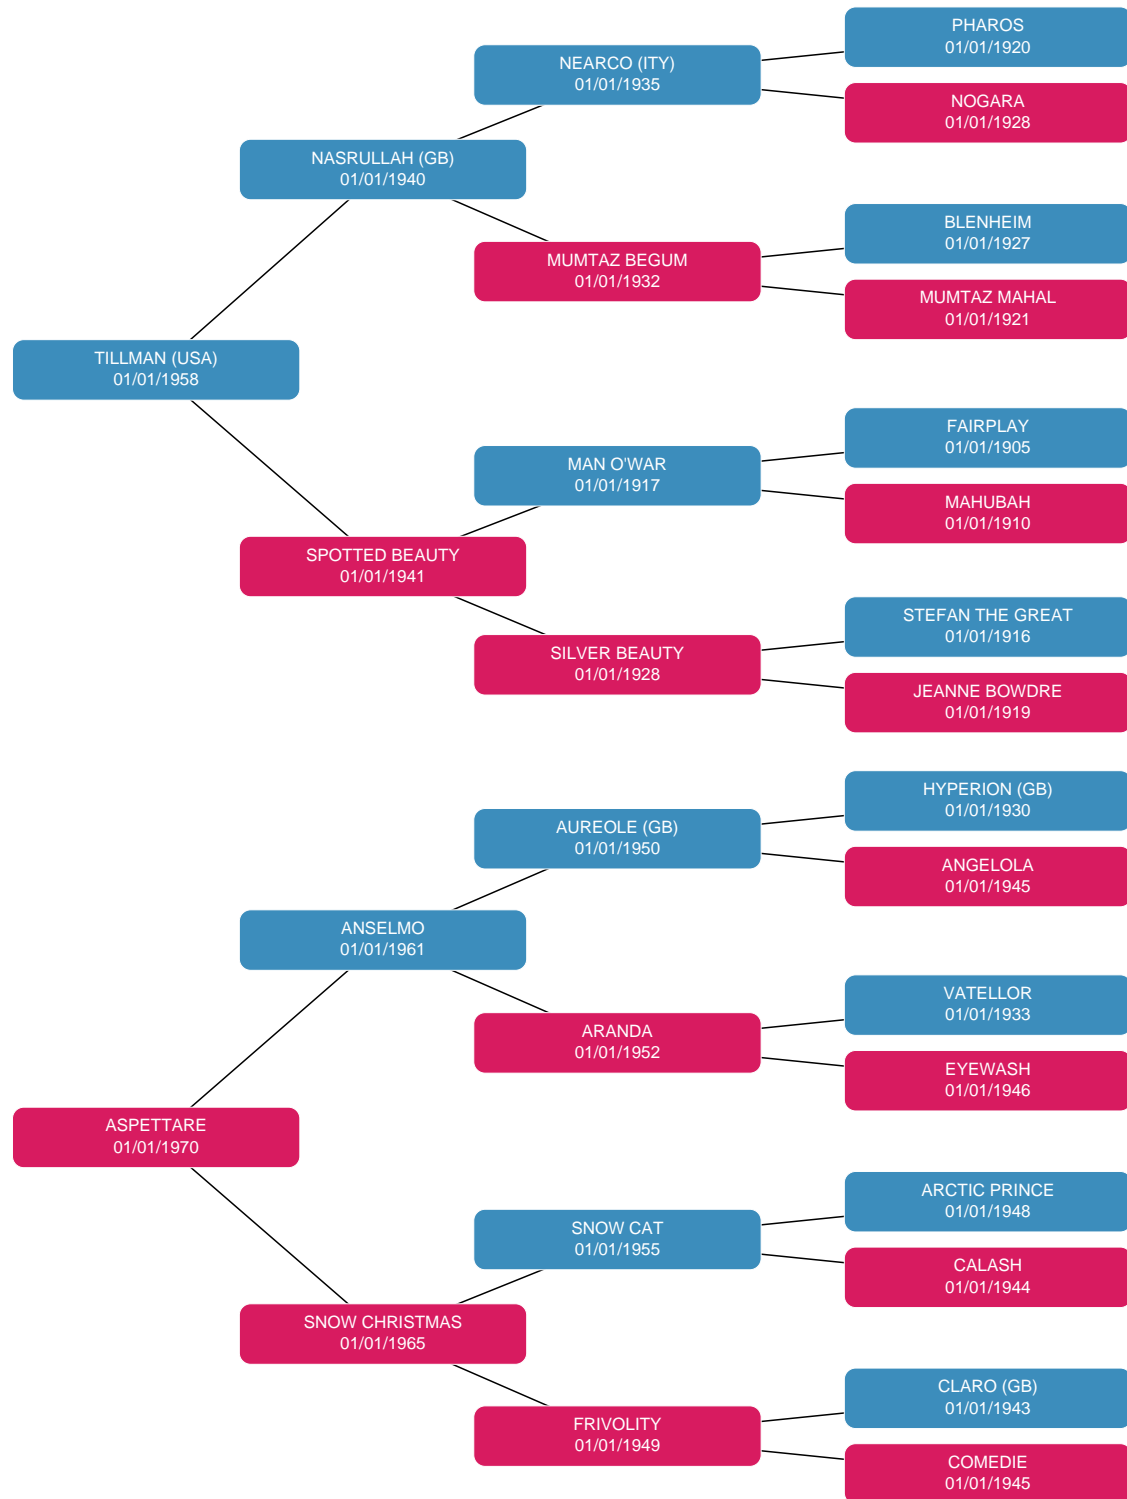 PHAROS
01/01/1920
NEARCO (ITY)
01/01/1935
NOGARA
01/01/1928
NASRULLAH (GB)
01/01/1940
BLENHEIM
01/01/1927
MUMTAZ BEGUM
01/01/1932
MUMTAZ MAHAL
01/01/1921
TILLMAN (USA)
01/01/1958
FAIRPLAY
01/01/1905
MAN O'WAR
01/01/1917
MAHUBAH
01/01/1910
SPOTTED BEAUTY
01/01/1941
STEFAN THE GREAT
01/01/1916
SILVER BEAUTY
01/01/1928
JEANNE BOWDRE
01/01/1919
HYPERION (GB)
01/01/1930
AUREOLE (GB)
01/01/1950
ANGELOLA
01/01/1945
ANSELMO
01/01/1961
VATELLOR
01/01/1933
ARANDA
01/01/1952
EYEWASH
01/01/1946
ASPETTARE
01/01/1970
ARCTIC PRINCE
01/01/1948
SNOW CAT
01/01/1955
CALASH
01/01/1944
SNOW CHRISTMAS
01/01/1965
CLARO (GB)
01/01/1943
FRIVOLITY
01/01/1949
COMEDIE
01/01/1945